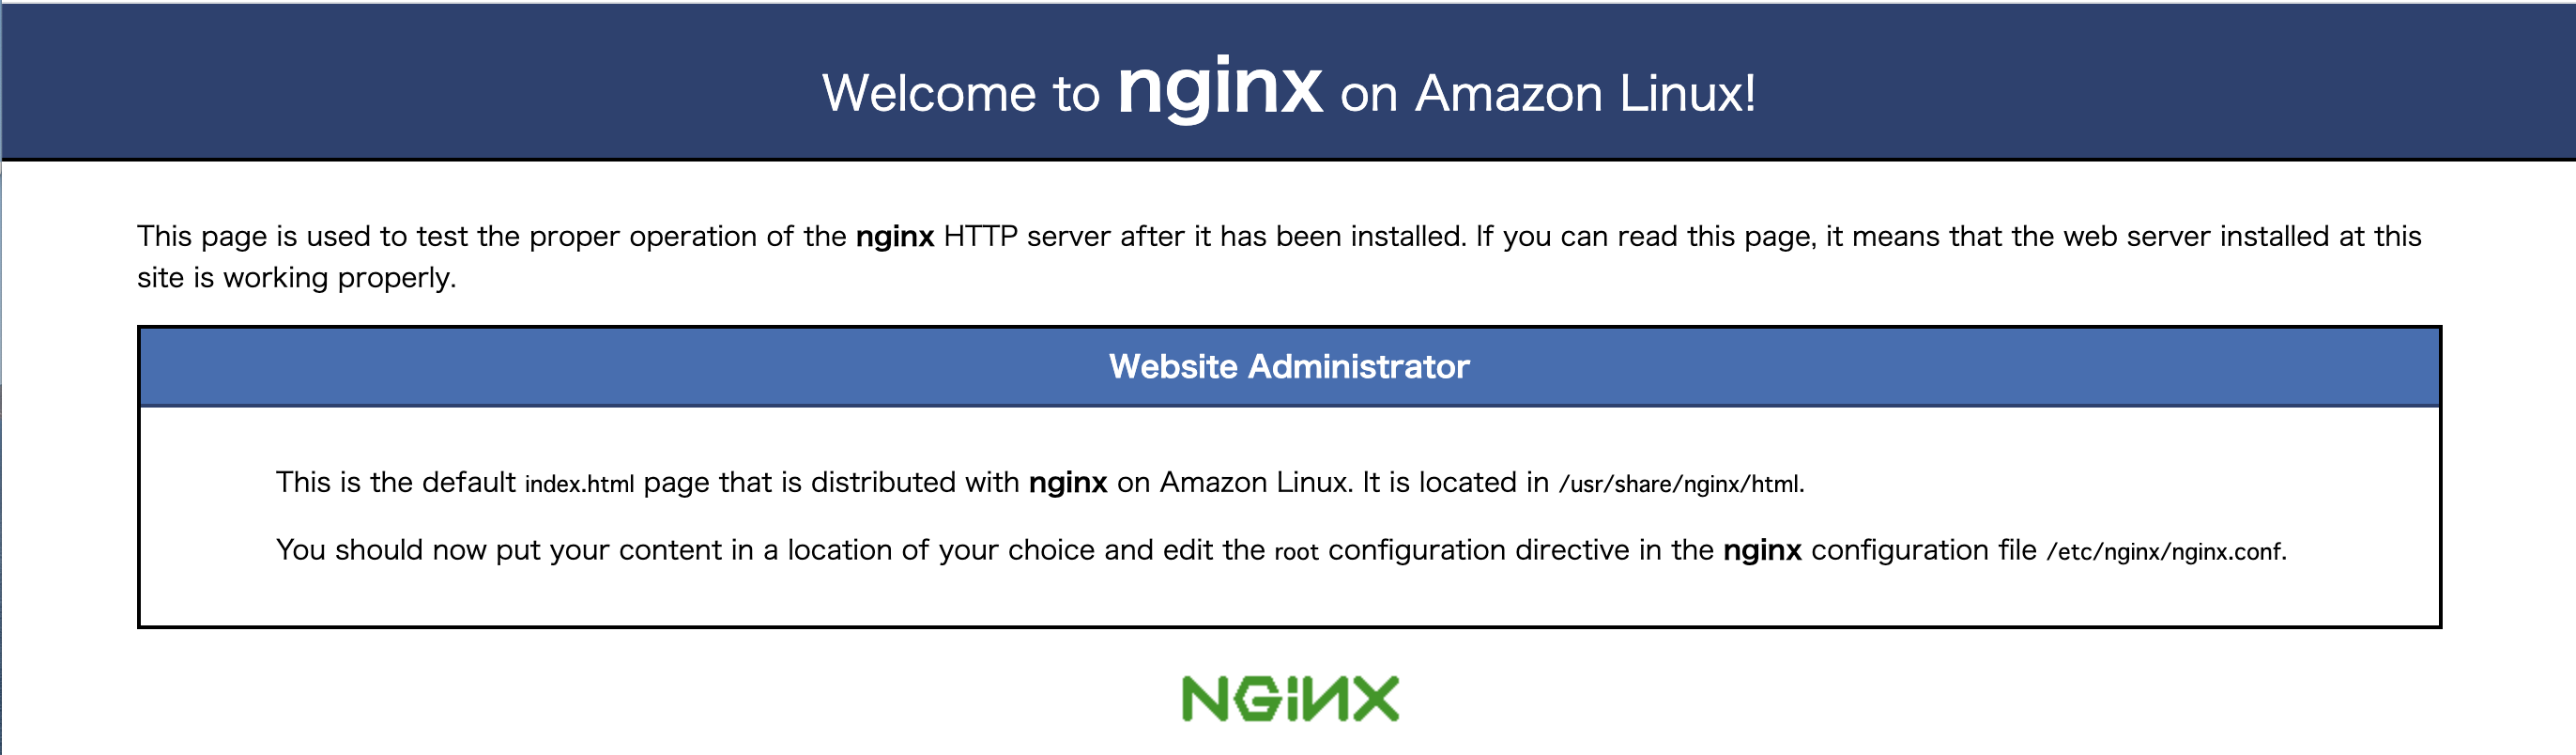 Welcome to nginx on Amazon Linux!
This page is used to test the proper operation of the nginx HTTP server after it has been installed. If you can read this page, it means that the web server installed at this
site is working properly.
Website Administrator
This is the default index.html page that is distributed with nginx on Amazon Linux. It is located in /usr/share/nginx/html.
You should now put your content in a location of your choice and edit the root configuration directive in the nginx configuration file /etc/nginx/nginx.conf.
NGINX